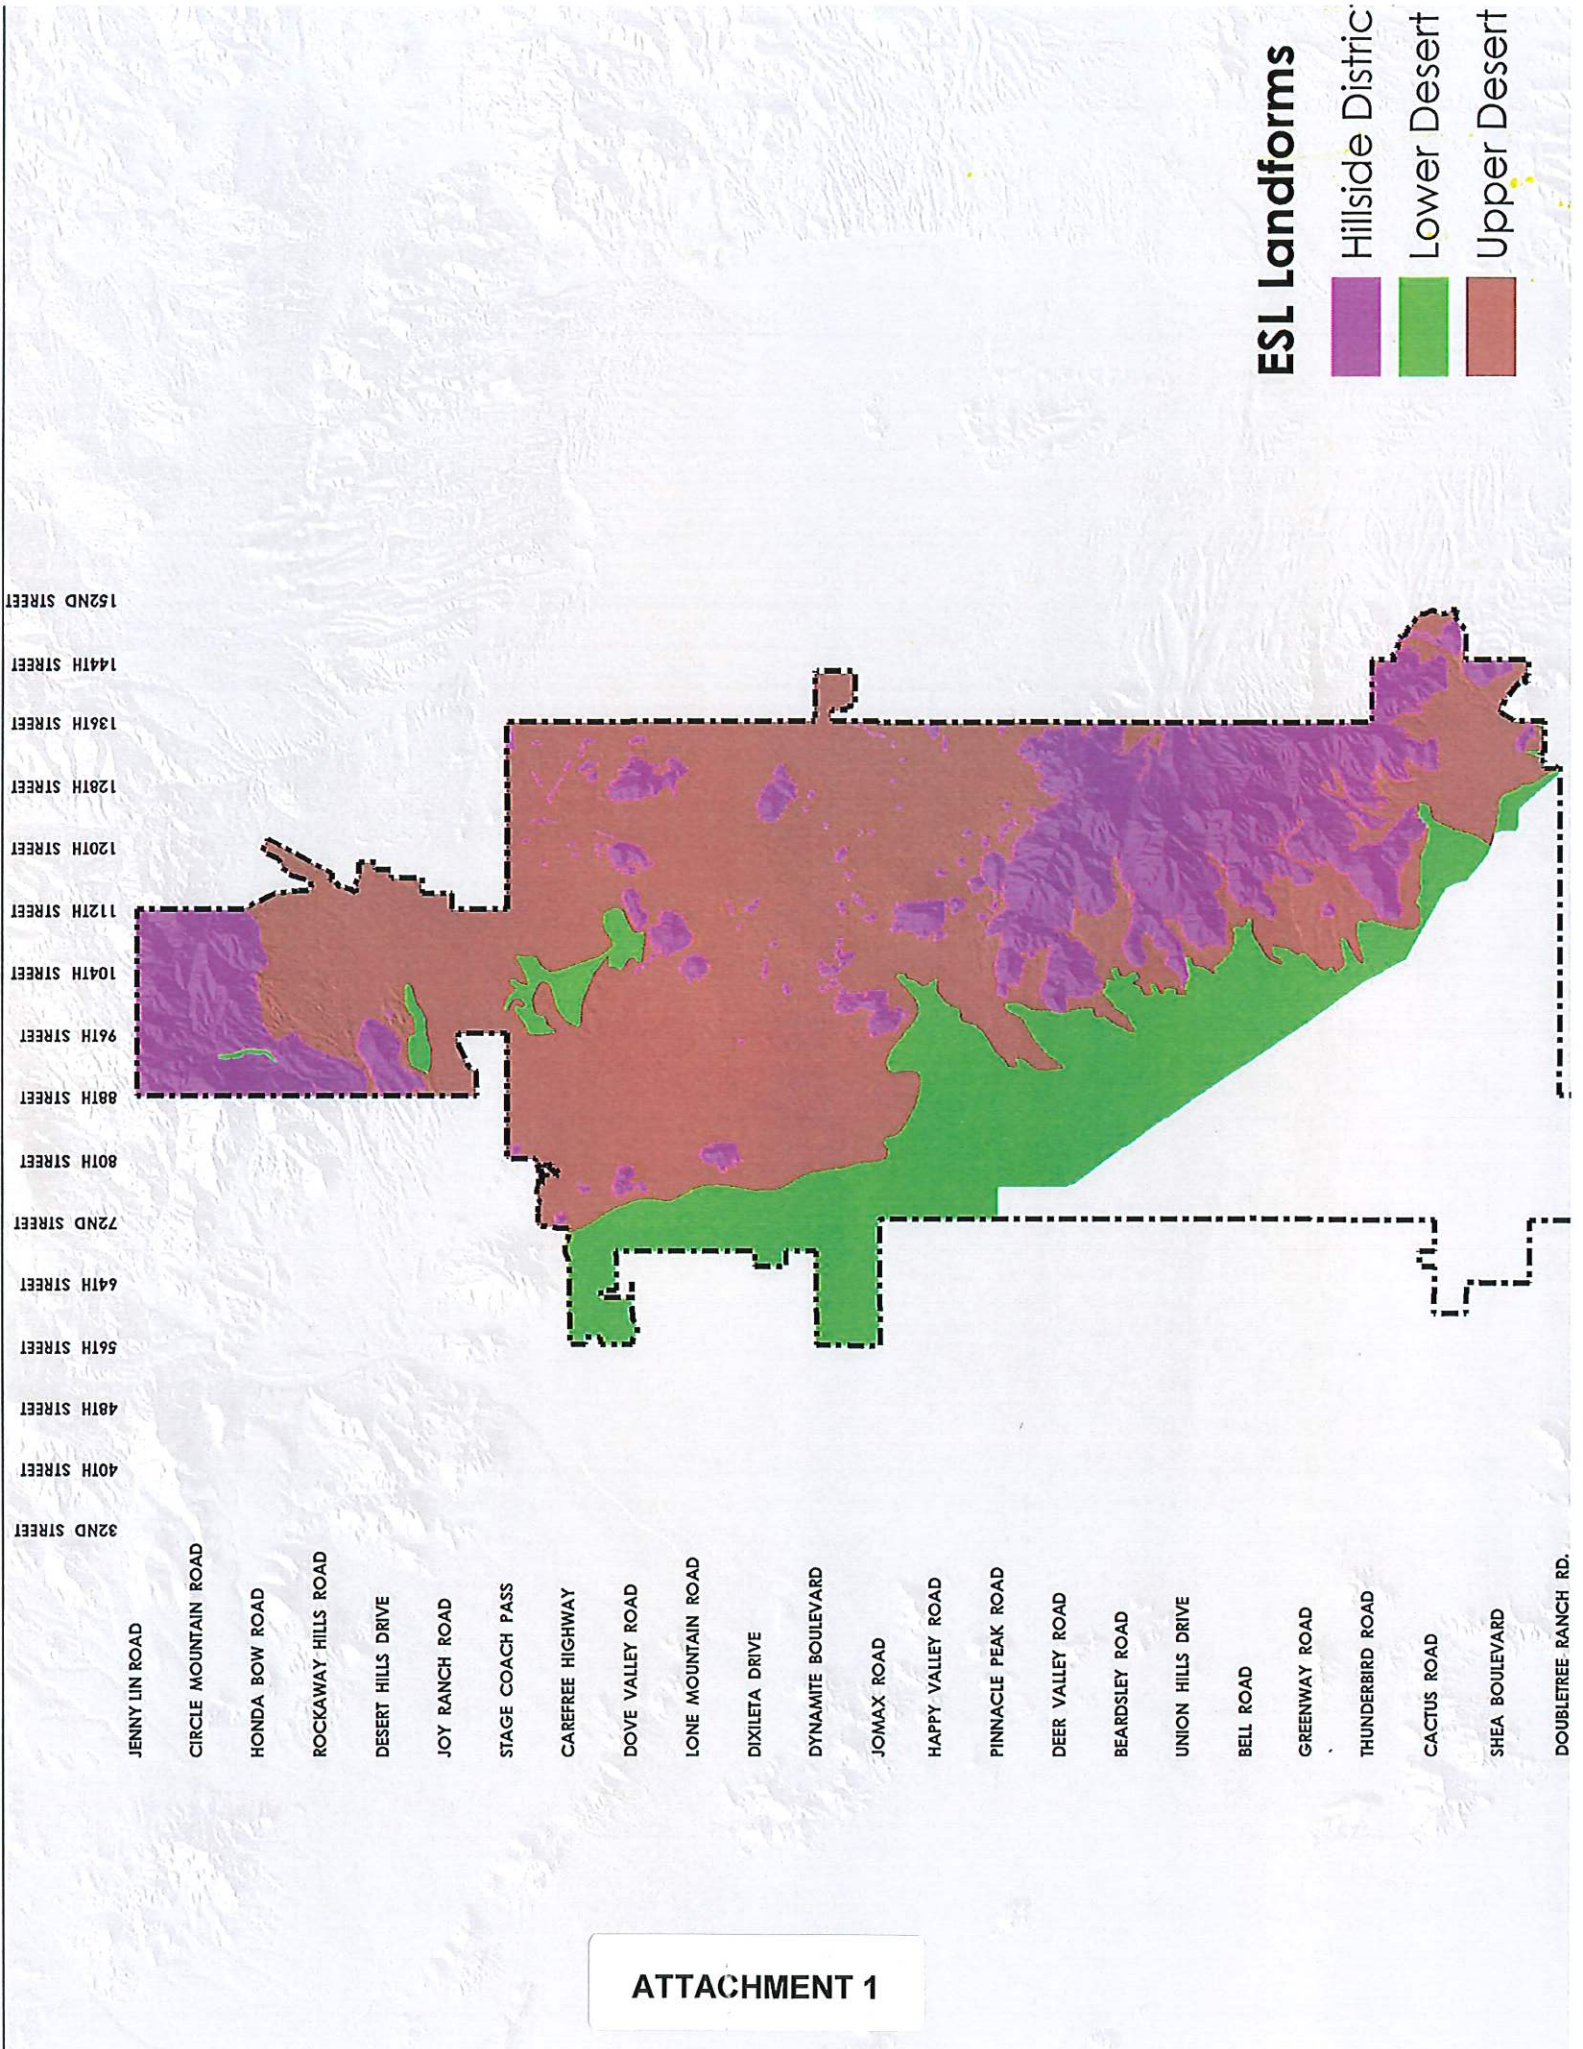 152ND STREET
144TH STREET
136TH STREET
128TH STREET
120TH STREET
112TH STREET
104TH STREET
96TH STREET
88TH STREET
80TH STREET
72ND STREET
64TH STREET
56TH STREET
48TH STREET
40TH STREET
32ND STREET
JENNY LIN ROAD
CIRCLE MOUNTAIN ROAD
HONDA BOW ROAD
ROCKAWAY HILLS ROAD
DESERT HILLS DRIVE
JOY RANCH ROAD
STAGE COACH PASS
CAREFREE HIGHWAY
DOVE VALLEY ROAD
LONE MOUNTAIN ROAD
DIXILETA DRIVE
DYNAMITE BOULEVARD
JOMAX ROAD
HAPPY VALLEY ROAD
PINNACLE PEAK ROAD
DEER VALLEY ROAD
BEARDSLEY ROAD
UNION HILLS DRIVE
BELL ROAD
GREENWAY ROAD
THUNDERBIRD ROAD
CACTUS ROAD
SHEA BOULEVARD
DOUBLETREE RANCH RD.
ESL Landforms
Hillside Distric
Lower Desert
Upper Desert
ATTACHMENT 1